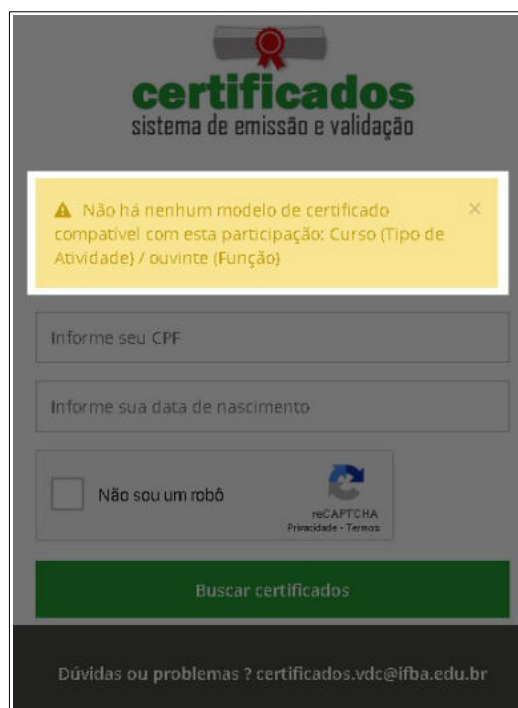 certificados
sistema de emissão e validação
Não há nenhum modelo de certificado
compatível com esta participação: Curso (Tipo de
Atividade) / ouvinte (Função)
×
Informe seu CPF
Informe sua data de nascimento
Não sou um robô
reCAPTCHA
Privacidade - Termos
Buscar certificados
Dúvidas ou problemas ? certificados.vdc@ifba.edu.br